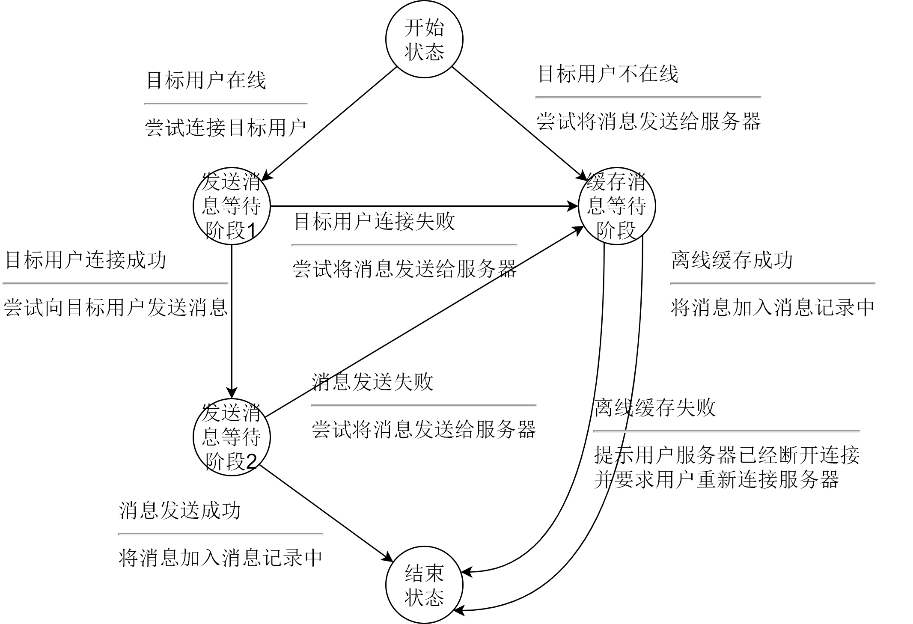 开始
状态
目标用户在线
尝试连接目标用户
目标用户不在线
尝试将消息发送给服务器
发送消
息等待
阶段1
缓存消
息等待
阶段
目标用户连接失败
尝试将消息发送给服务器
目标用户连接成功
尝试向目标用户发送消息
离线缓存成功
将消息加入消息记录中
消息发送失败
尝试将消息发送给服务器
离线缓存失败
提示用户服务器已经断开连接
并要求用户重新连接服务器
发送消
息等待
阶段2
消息发送成功
将消息加入消息记录中
结束
状态